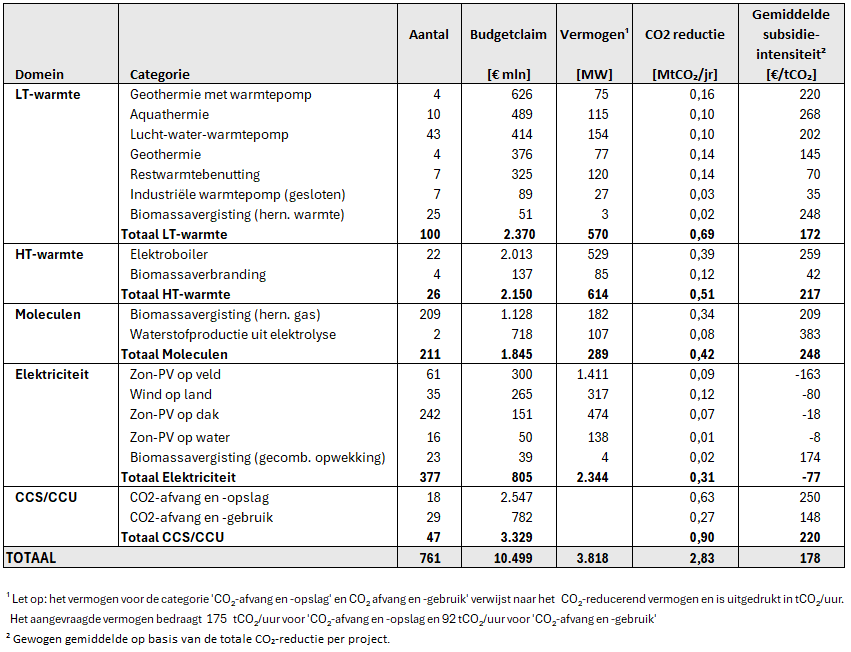 Domein Categorie Aantal Budgetclaim [€ mln] Vermogen¹ [MW] CO2 reductie [MtCO₂/jr] Gemiddelde subsidie-intensiteit² [€/tCO₂]
LT-warmte Geothermie met warmtepomp 4 626 75 0,16 220
Aquathermie 10 489 115 0,10 268
Lucht-water-warmtepomp 43 414 154 0,10 202
Geothermie 4 376 77 0,14 145
Restwarmtebenutting 7 325 120 0,14 70
Industriële warmtepomp (gesloten) 7 89 27 0,03 35
Biomassavergisting (hern. warmte) 25 51 3 0,02 248
Totaal LT-warmte 100 2.370 570 0,69 172
HT-warmte Elektroboiler 22 2.013 529 0,39 259
Biomassaverbranding 4 137 85 0,12 42
Totaal HT-warmte 26 2.150 614 0,51 217
Moleculen Biomassavergisting (hern. gas) 209 1.128 182 0,34 209
Waterstofproductie uit elektrolyse 2 718 107 0,08 383
Totaal Moleculen 211 1.845 289 0,42 248
Elektriciteit Zon-PV op veld 61 300 1.411 0,09 -163
Wind op land 35 265 317 0,12 -80
Zon-PV op dak 242 151 474 0,07 -18
Zon-PV op water 16 50 138 0,01 -8
Biomassavergisting (gecomb. opwekking) 23 39 4 0,02 174
Totaal Elektriciteit 377 805 2.344 0,31 -77
CCS/CCU CO2-afvang en -opslag 18 2.547 0,63 250
CO2-afvang en -gebruik 29 782 0,27 148
Totaal CCS/CCU 47 3.329 0,90 220
TOTAAL 761 10.499 3.818 2,83 178
¹ Let op: het vermogen voor de categorie 'CO₂-afvang en -opslag' en CO₂ afvang en -gebruik' verwijst naar het CO₂-reducerend vermogen en is uitgedrukt in tCO₂/uur.
Het aangevraagde vermogen bedraagt 175 tCO₂/uur voor 'CO₂-afvang en -opslag en 92 tCO₂/uur voor 'CO₂-afvang en -gebruik'
² Gewogen gemiddelde op basis van de totale CO₂-reductie per project.